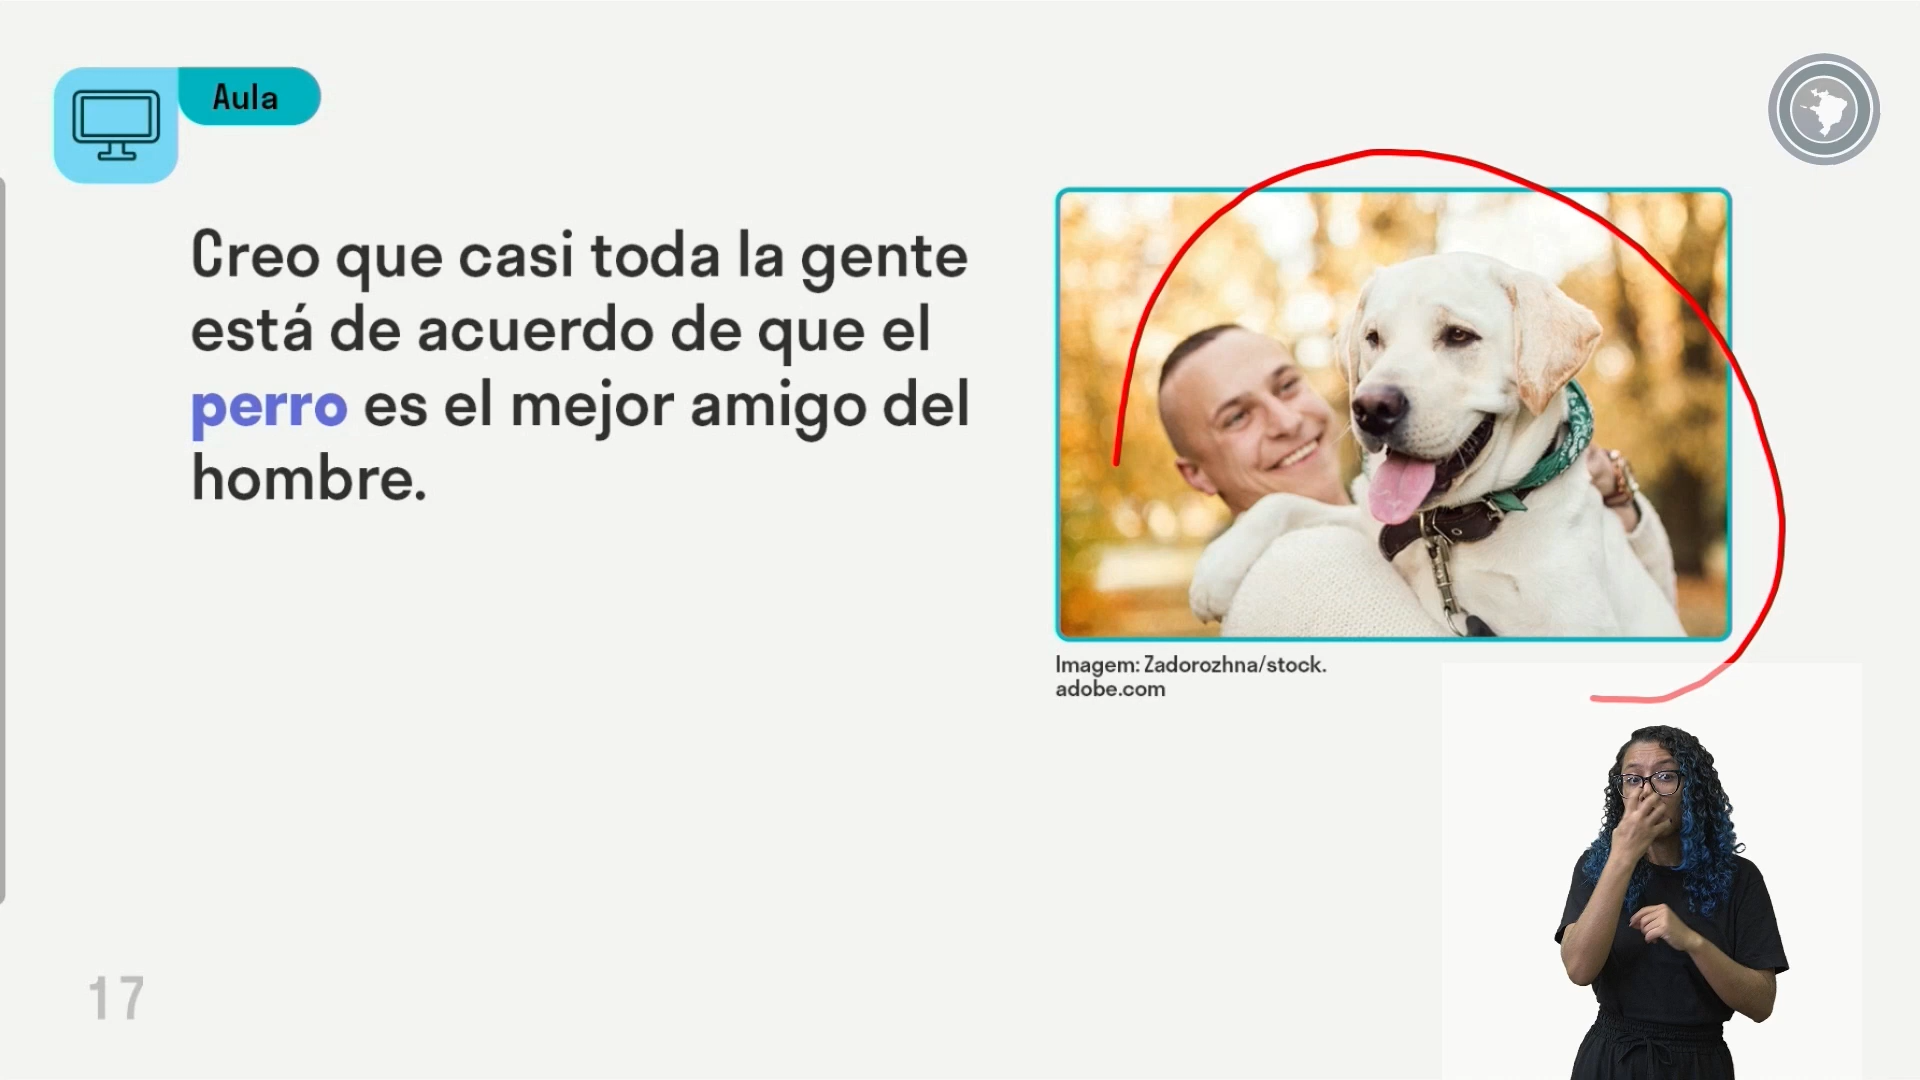 Aula
Creo que casi toda la gente
está de acuerdo de que el
perro es el mejor amigo del
hombre.
Imagem: Zadorozhna/stock.
adobe.com
17